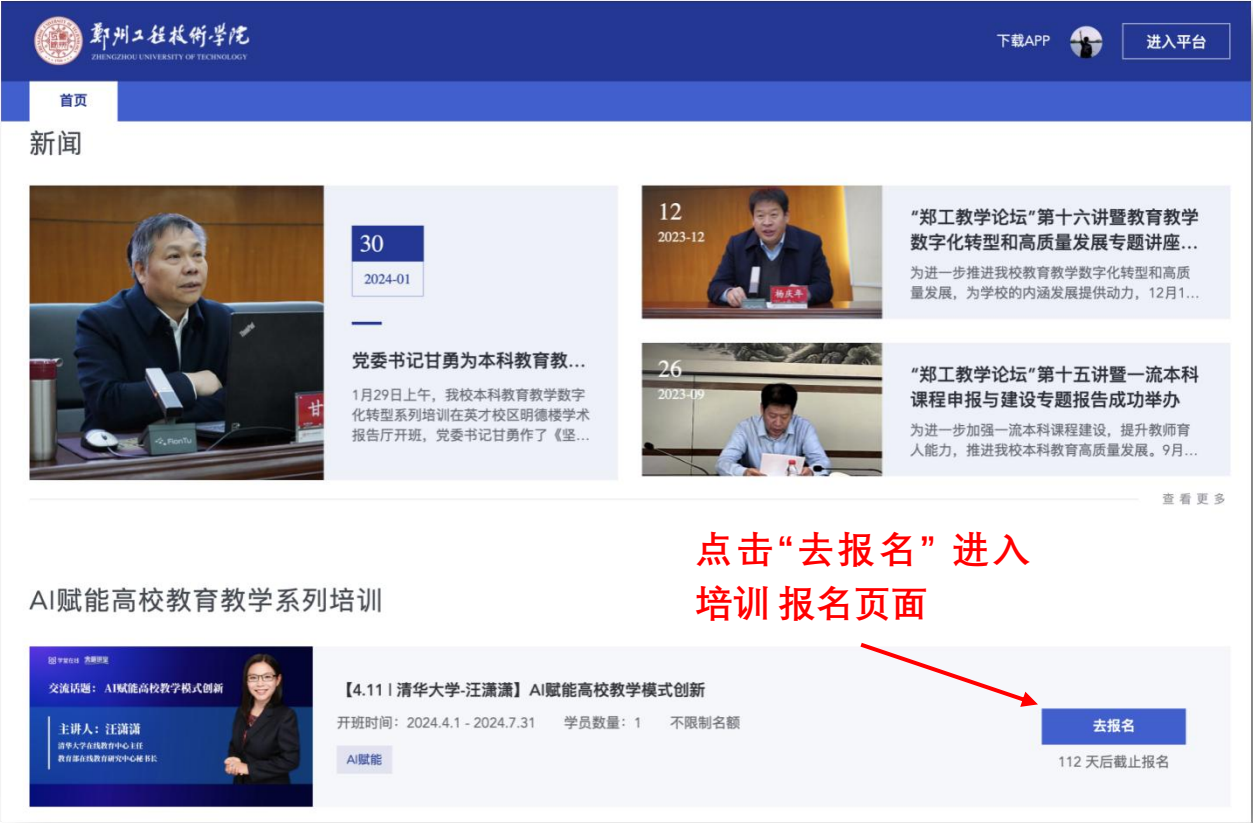 郑州工程技術学院
ZHENGZHOU UNIVERSITY OF TECHNOLOGY
下载APP
进入平台
首页
新闻
30
2024-01
党委书记甘勇为本科教育教...
1月29日上午，我校本科教育教学数字
化转型系列培训在英才校区明德楼学术
报告厅开班，党委书记甘勇作了《坚...
甘
FionTu
12
2023-12
杨庆年
“郑工教学论坛”第十六讲暨教育教学
数字化转型和高质量发展专题讲座...
为进一步推进我校教育教学数字化转型和高质
量发展，为学校的内涵发展提供动力，12月1...
26
2023-09
“郑工教学论坛”第十五讲暨一流本科
课程申报与建设专题报告成功举办
为进一步加强一流本科课程建设，提升教师育
人能力，推进我校本科教育高质量发展。9月...
查看更多
点击“去报名” 进入
培训 报名页面
AI赋能高校教育教学系列培训
学堂在线
交流话题：AI赋能高校教学模式创新
主讲人：汪潇潇
清华大学在线教育中心主任
教育部在线教育研究中心秘书长
【4.11 | 清华大学-汪潇潇】AI赋能高校教学模式创新
开班时间：2024.4.1 - 2024.7.31 学员数量：1 不限制名额
AI赋能
去报名
112 天后截止报名